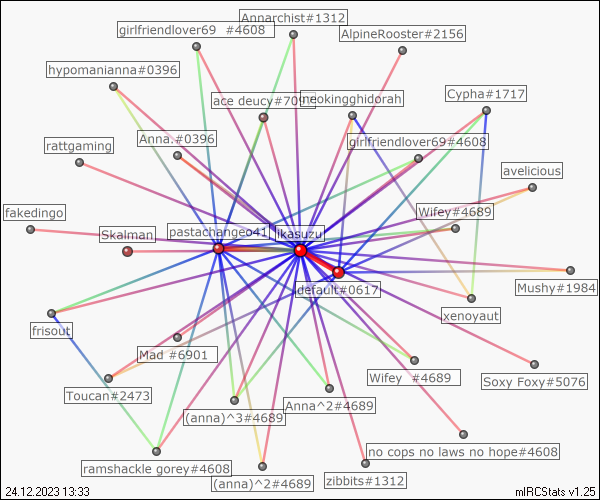 Annarchist#1312
girlfriendlover69 #4608
AlpineRooster#2156
hypomanianna#0396
Cypha#1717
neokingghidorah
ace deucy#70
Anna.#0396
girlfriendlover69#4608
rattgaming
avelicious
Wifey#4689
fakedingo
Skalman
pastachange641
ikasuzu
default#0617
Mushy#1984
xenoyaut
frisout
Mad #6901
Wifey #4689
Soxy Foxy#5076
Toucan#2473
Anna^2#4689
(anna)^3#4689
no cops no laws no hope#4608
ramshackle gorey#4608
zibbits#1312
(anna)^2#4689
24.12.2023 13:33
mIRCStats v1.25